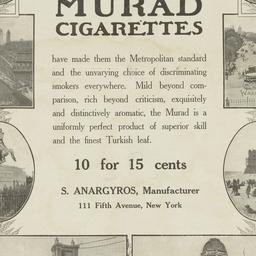 MURAD
CIGARETTES
have made them the Metropolitan standard
and the unvarying choice of discriminating
smokers everywhere. Mild beyond com-
parison, rich beyond criticism, exquisitely
and distinctively aromatic, the Murad is a
uniformly perfect product of superior skill
and the finest Turkish leaf.
10 for 15 cents
S. ANARGYROS, Manufacturer
111 Fifth Avenue, New York